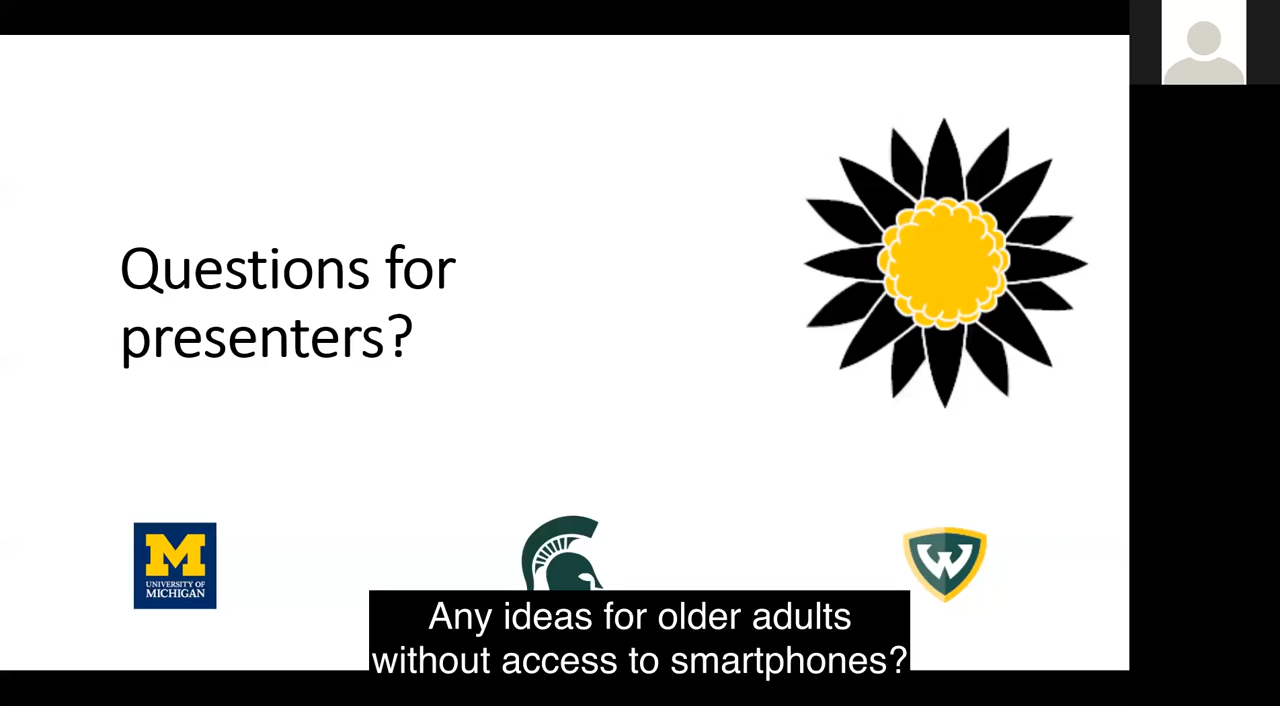 Questions for
presenters?
M
UNIVERSITY OF
MICHIGAN
W
Any ideas for older adults
without access to smartphones?